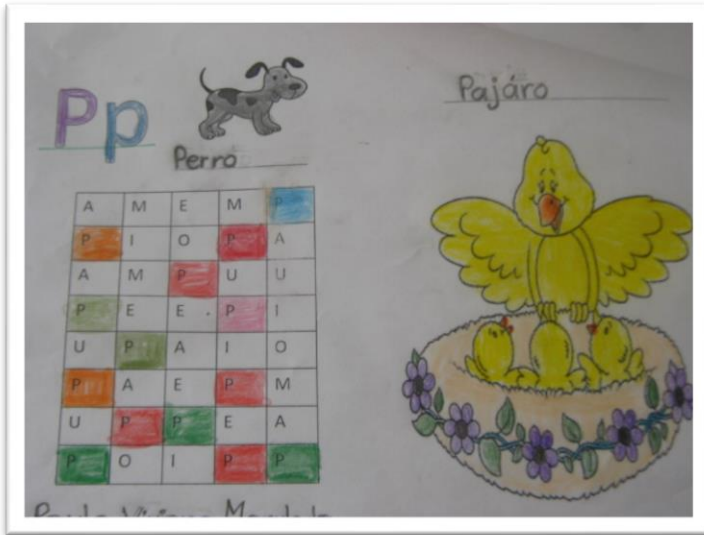 Pp
Perro
Pajáro
A M E M P
P I O P A
A M P U U
P E E P I
U P A I O
P A E P M
U P P E A
P O I P P